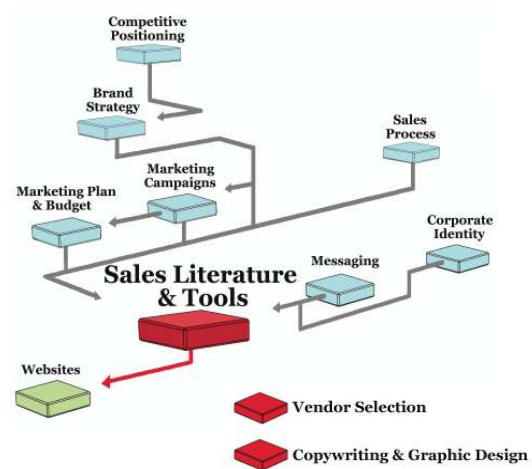 Competitive
Positioning
Brand
Strategy
Sales
Process
Marketing
Campaigns
Marketing Plan
& Budget
Corporate
Identity
Messaging
Sales Literature
& Tools
Websites
Vendor Selection
Copywriting & Graphic Design